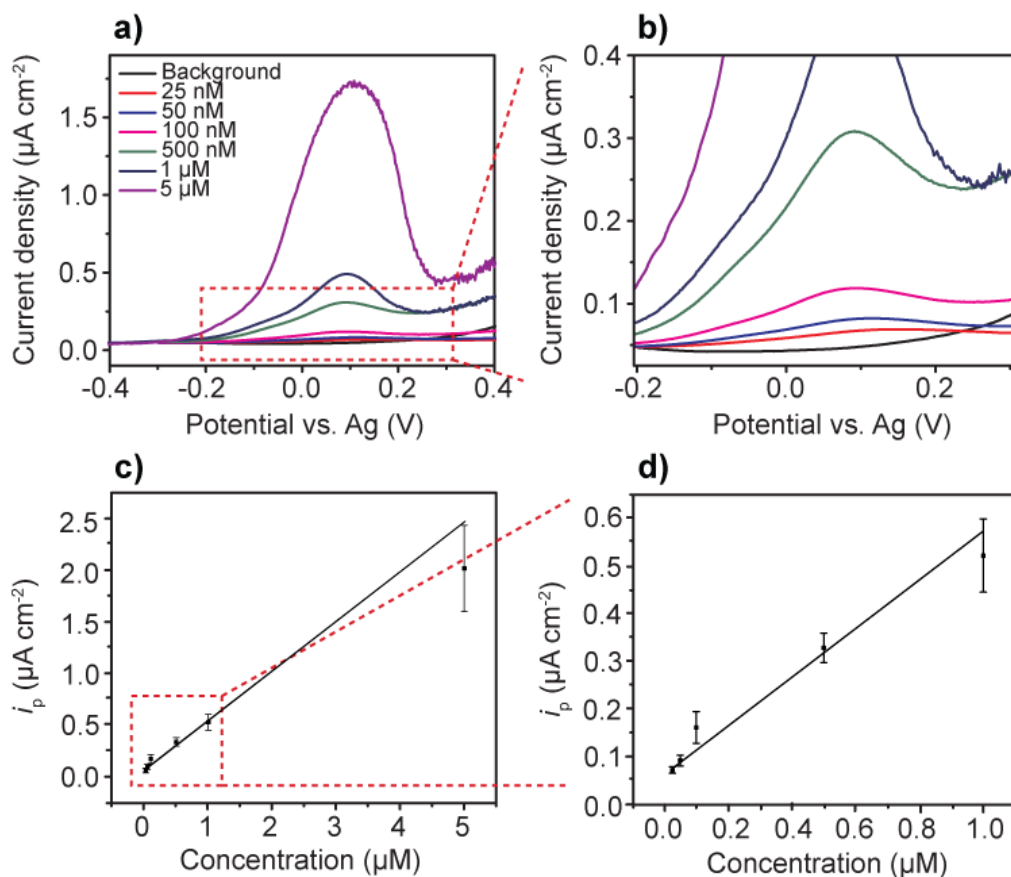 a)
Background
25 nM
50 nM
100 nM
500 nM
1 µM
5 µM
1.5
1.0
0.5
0.0
Current density (µA cm-2)
-0.4 -0.2 0.0 0.2 0.4
Potential vs. Ag (V)
b)
0.4
0.3
0.2
0.1
Current density (µA cm-2)
-0.2 0.0 0.2
Potential vs. Ag (V)
c)
2.5
2.0
1.5
1.0
0.5
0.0
ip (µA cm-2)
0 1 2 3 4 5
Concentration (µM)
d)
0.6
0.5
0.4
0.3
0.2
0.1
0.0
ip (µA cm-2)
0.0 0.2 0.4 0.6 0.8 1.0
Concentration (µM)